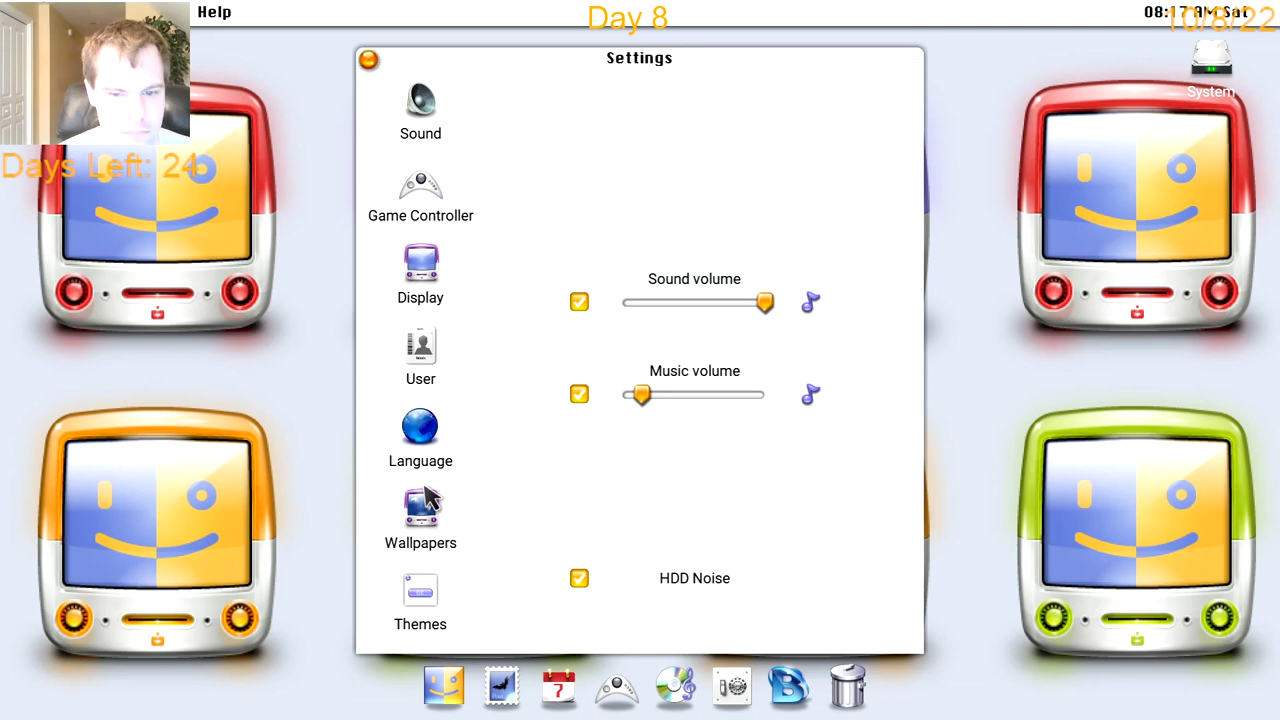 Help
Day 8
08:17 AM Sat
10/8/22
Settings
System
Sound
Days Left: 24
Game Controller
Display
Sound volume
User
Music volume
Language
Wallpapers
HDD Noise
Themes
7